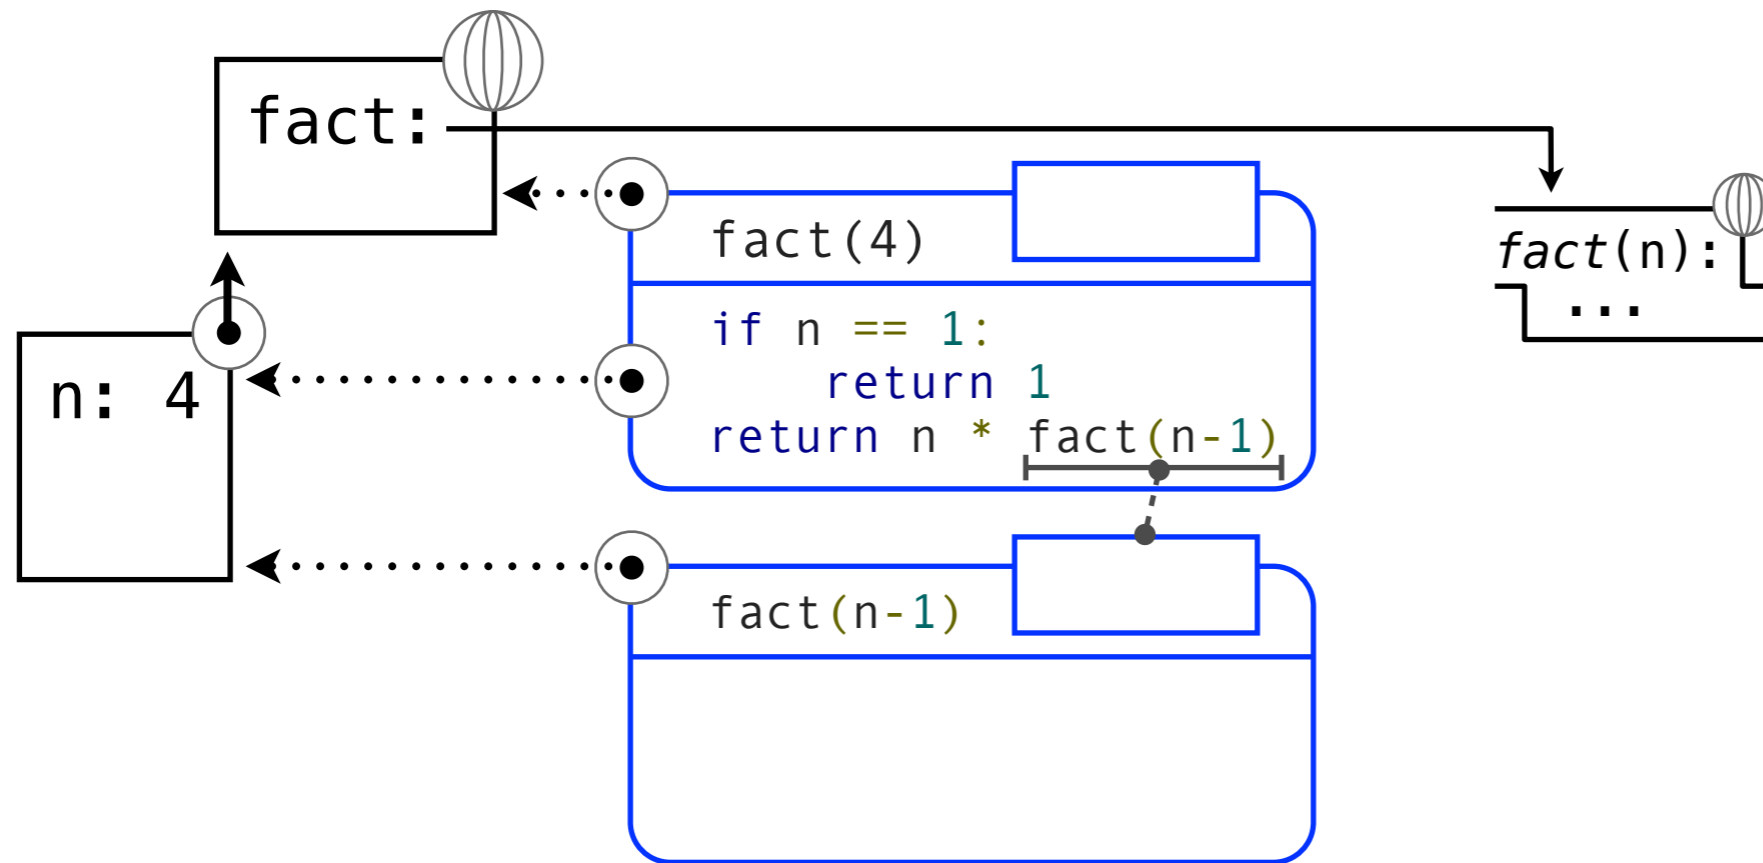 fact:
fact(4)
fact(n):
...
if n == 1:
n: 4
return 1
return n * fact(n-1)
fact(n-1)